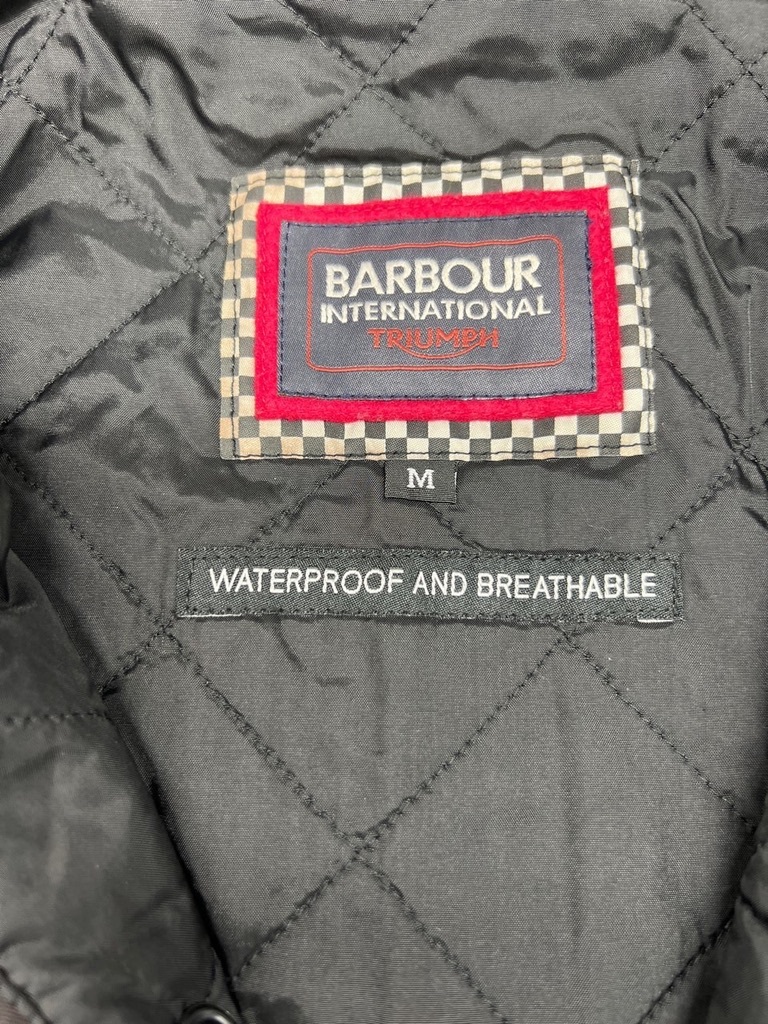 BARBOUR
INTERNATIONAL
TRIUMPH
M
WATERPROOF AND BREATHABLE